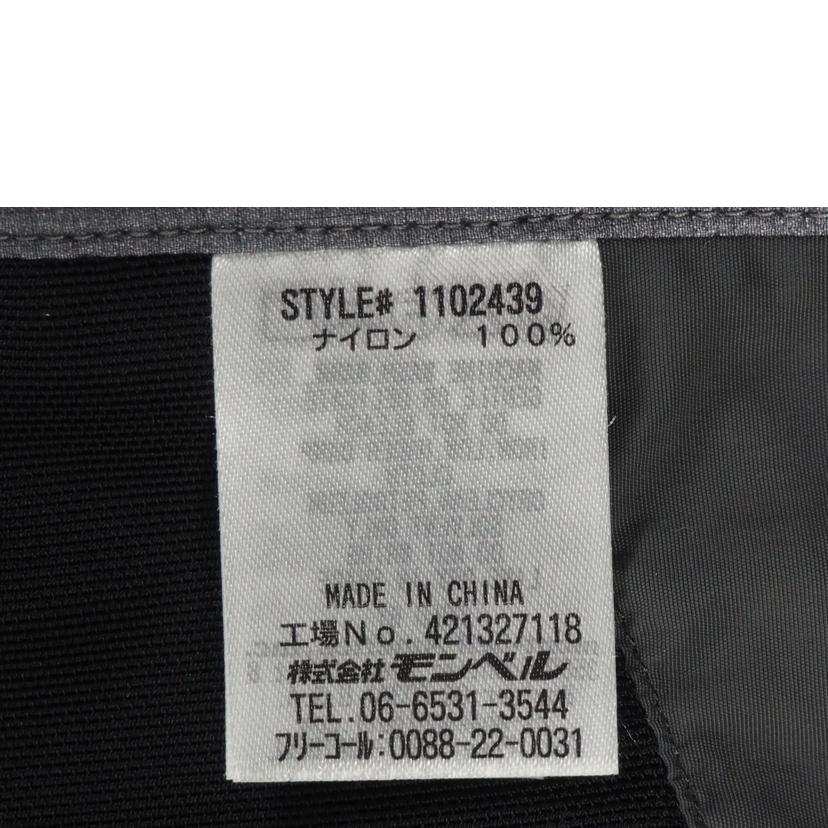 STYLE# 1102439
ナイロン 100%
MADE IN CHINA
工場No. 421327118
株式会社 モンベル
TEL. 06-6531-3544
フリーコール:0088-22-0031